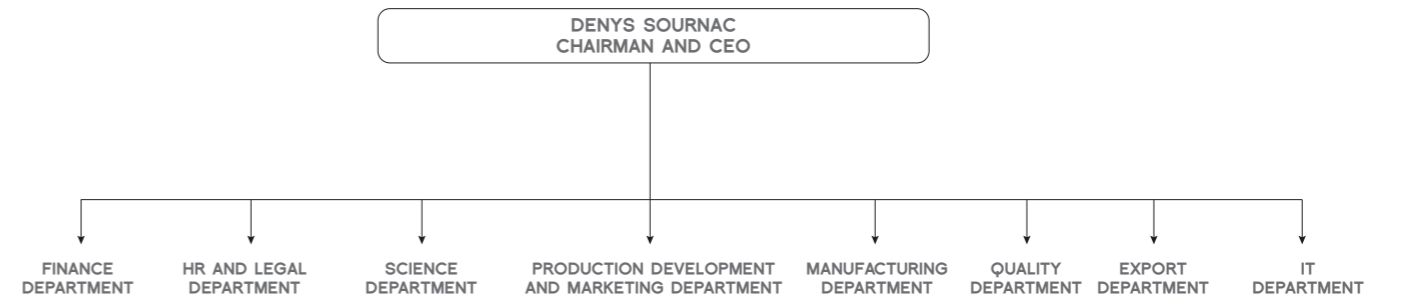 DENYS SOURNAC
CHAIRMAN AND CEO
FINANCE
DEPARTMENT
HR AND LEGAL
DEPARTMENT
SCIENCE
DEPARTMENT
PRODUCTION DEVELOPMENT
AND MARKETING DEPARTMENT
MANUFACTURING
DEPARTMENT
QUALITY
DEPARTMENT
EXPORT
DEPARTMENT
IT
DEPARTMENT